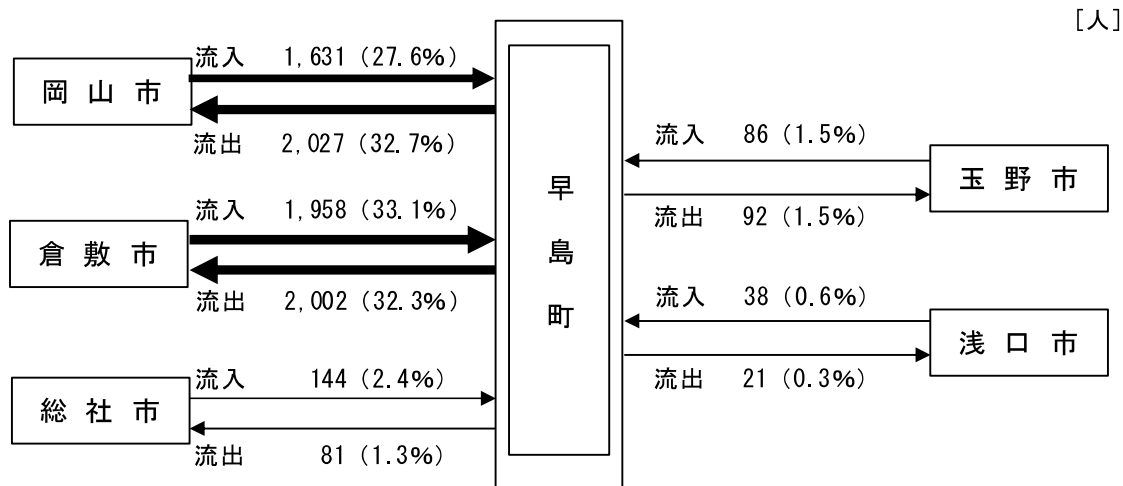 [人]
流入 1,631 (27.6%)
岡山市
流出 2,027 (32.7%)
流入 1,958 (33.1%)
倉敷市
流出 2,002 (32.3%)
流入 144 (2.4%)
総社市
流出 81 (1.3%)
早島町
流入 86 (1.5%)
玉野市
流出 92 (1.5%)
流入 38 (0.6%)
浅口市
流出 21 (0.3%)